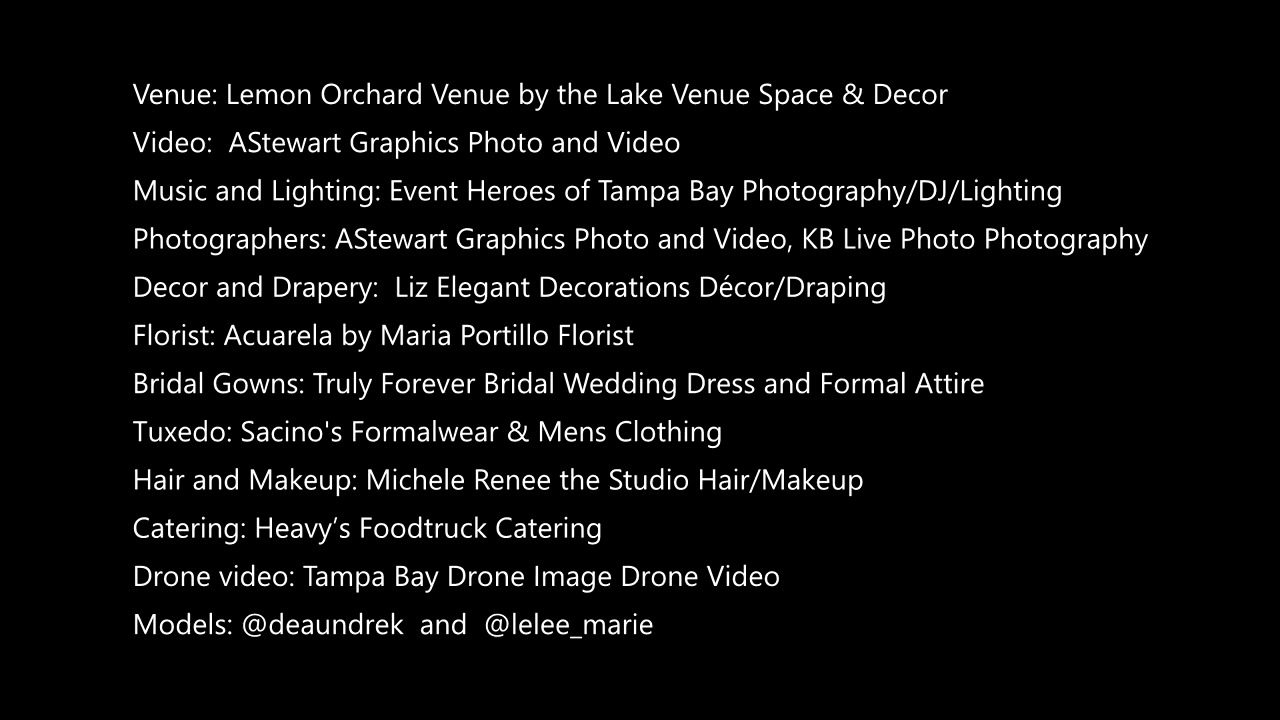 Venue: Lemon Orchard Venue by the Lake Venue Space & Decor
Video:  AStewart Graphics Photo and Video
Music and Lighting: Event Heroes of Tampa Bay Photography/DJ/Lighting
Photographers: AStewart Graphics Photo and Video, KB Live Photo Photography
Decor and Drapery:  Liz Elegant Decorations Décor/Draping
Florist: Acuarela by Maria Portillo Florist
Bridal Gowns: Truly Forever Bridal Wedding Dress and Formal Attire
Tuxedo: Sacino's Formalwear & Mens Clothing
Hair and Makeup: Michele Renee the Studio Hair/Makeup
Catering: Heavy’s Foodtruck Catering
Drone video: Tampa Bay Drone Image Drone Video
Models: @deaundrek  and  @lelee_marie